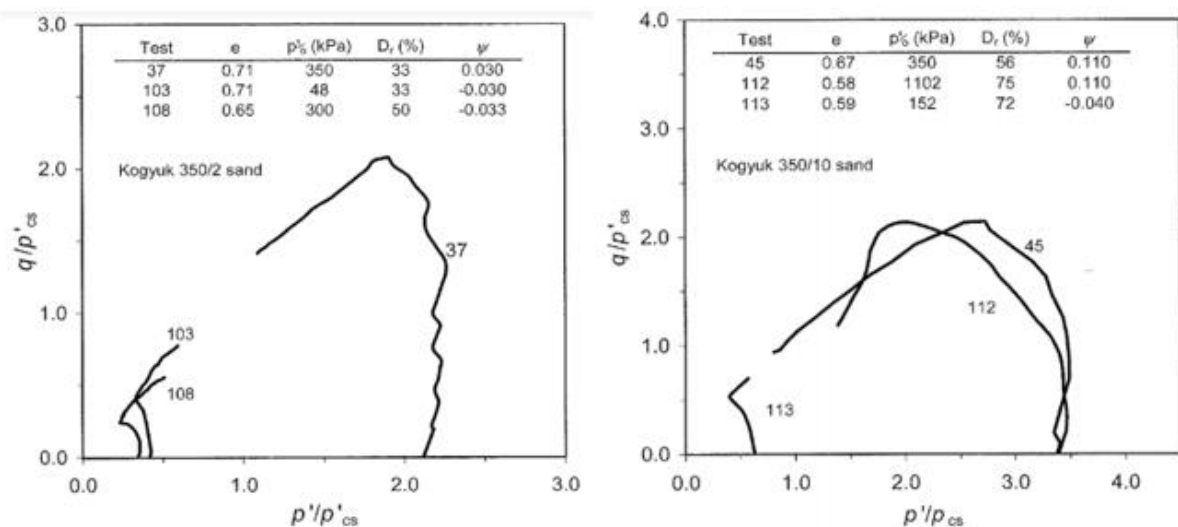 3.0
Test e p'₀ (kPa) Dᵣ (%) ψ
37 0.71 350 33 0.030
103 0.71 48 33 -0.030
108 0.65 300 50 -0.033
Kogyuk 350/2 sand
2.0
q/p'cs
37
1.0
103
108
0.0
0.0 1.0 2.0 3.0
p'/p'cs
4.0
Test e p'₀ (kPa) Dᵣ (%) ψ
45 0.67 350 56 0.110
112 0.58 1102 75 0.110
113 0.59 152 72 -0.040
3.0
Kogyuk 350/10 sand
2.0
q/p'cs
45
112
1.0
113
0.0
0.0 1.0 2.0 3.0 4.0
p'/pcs